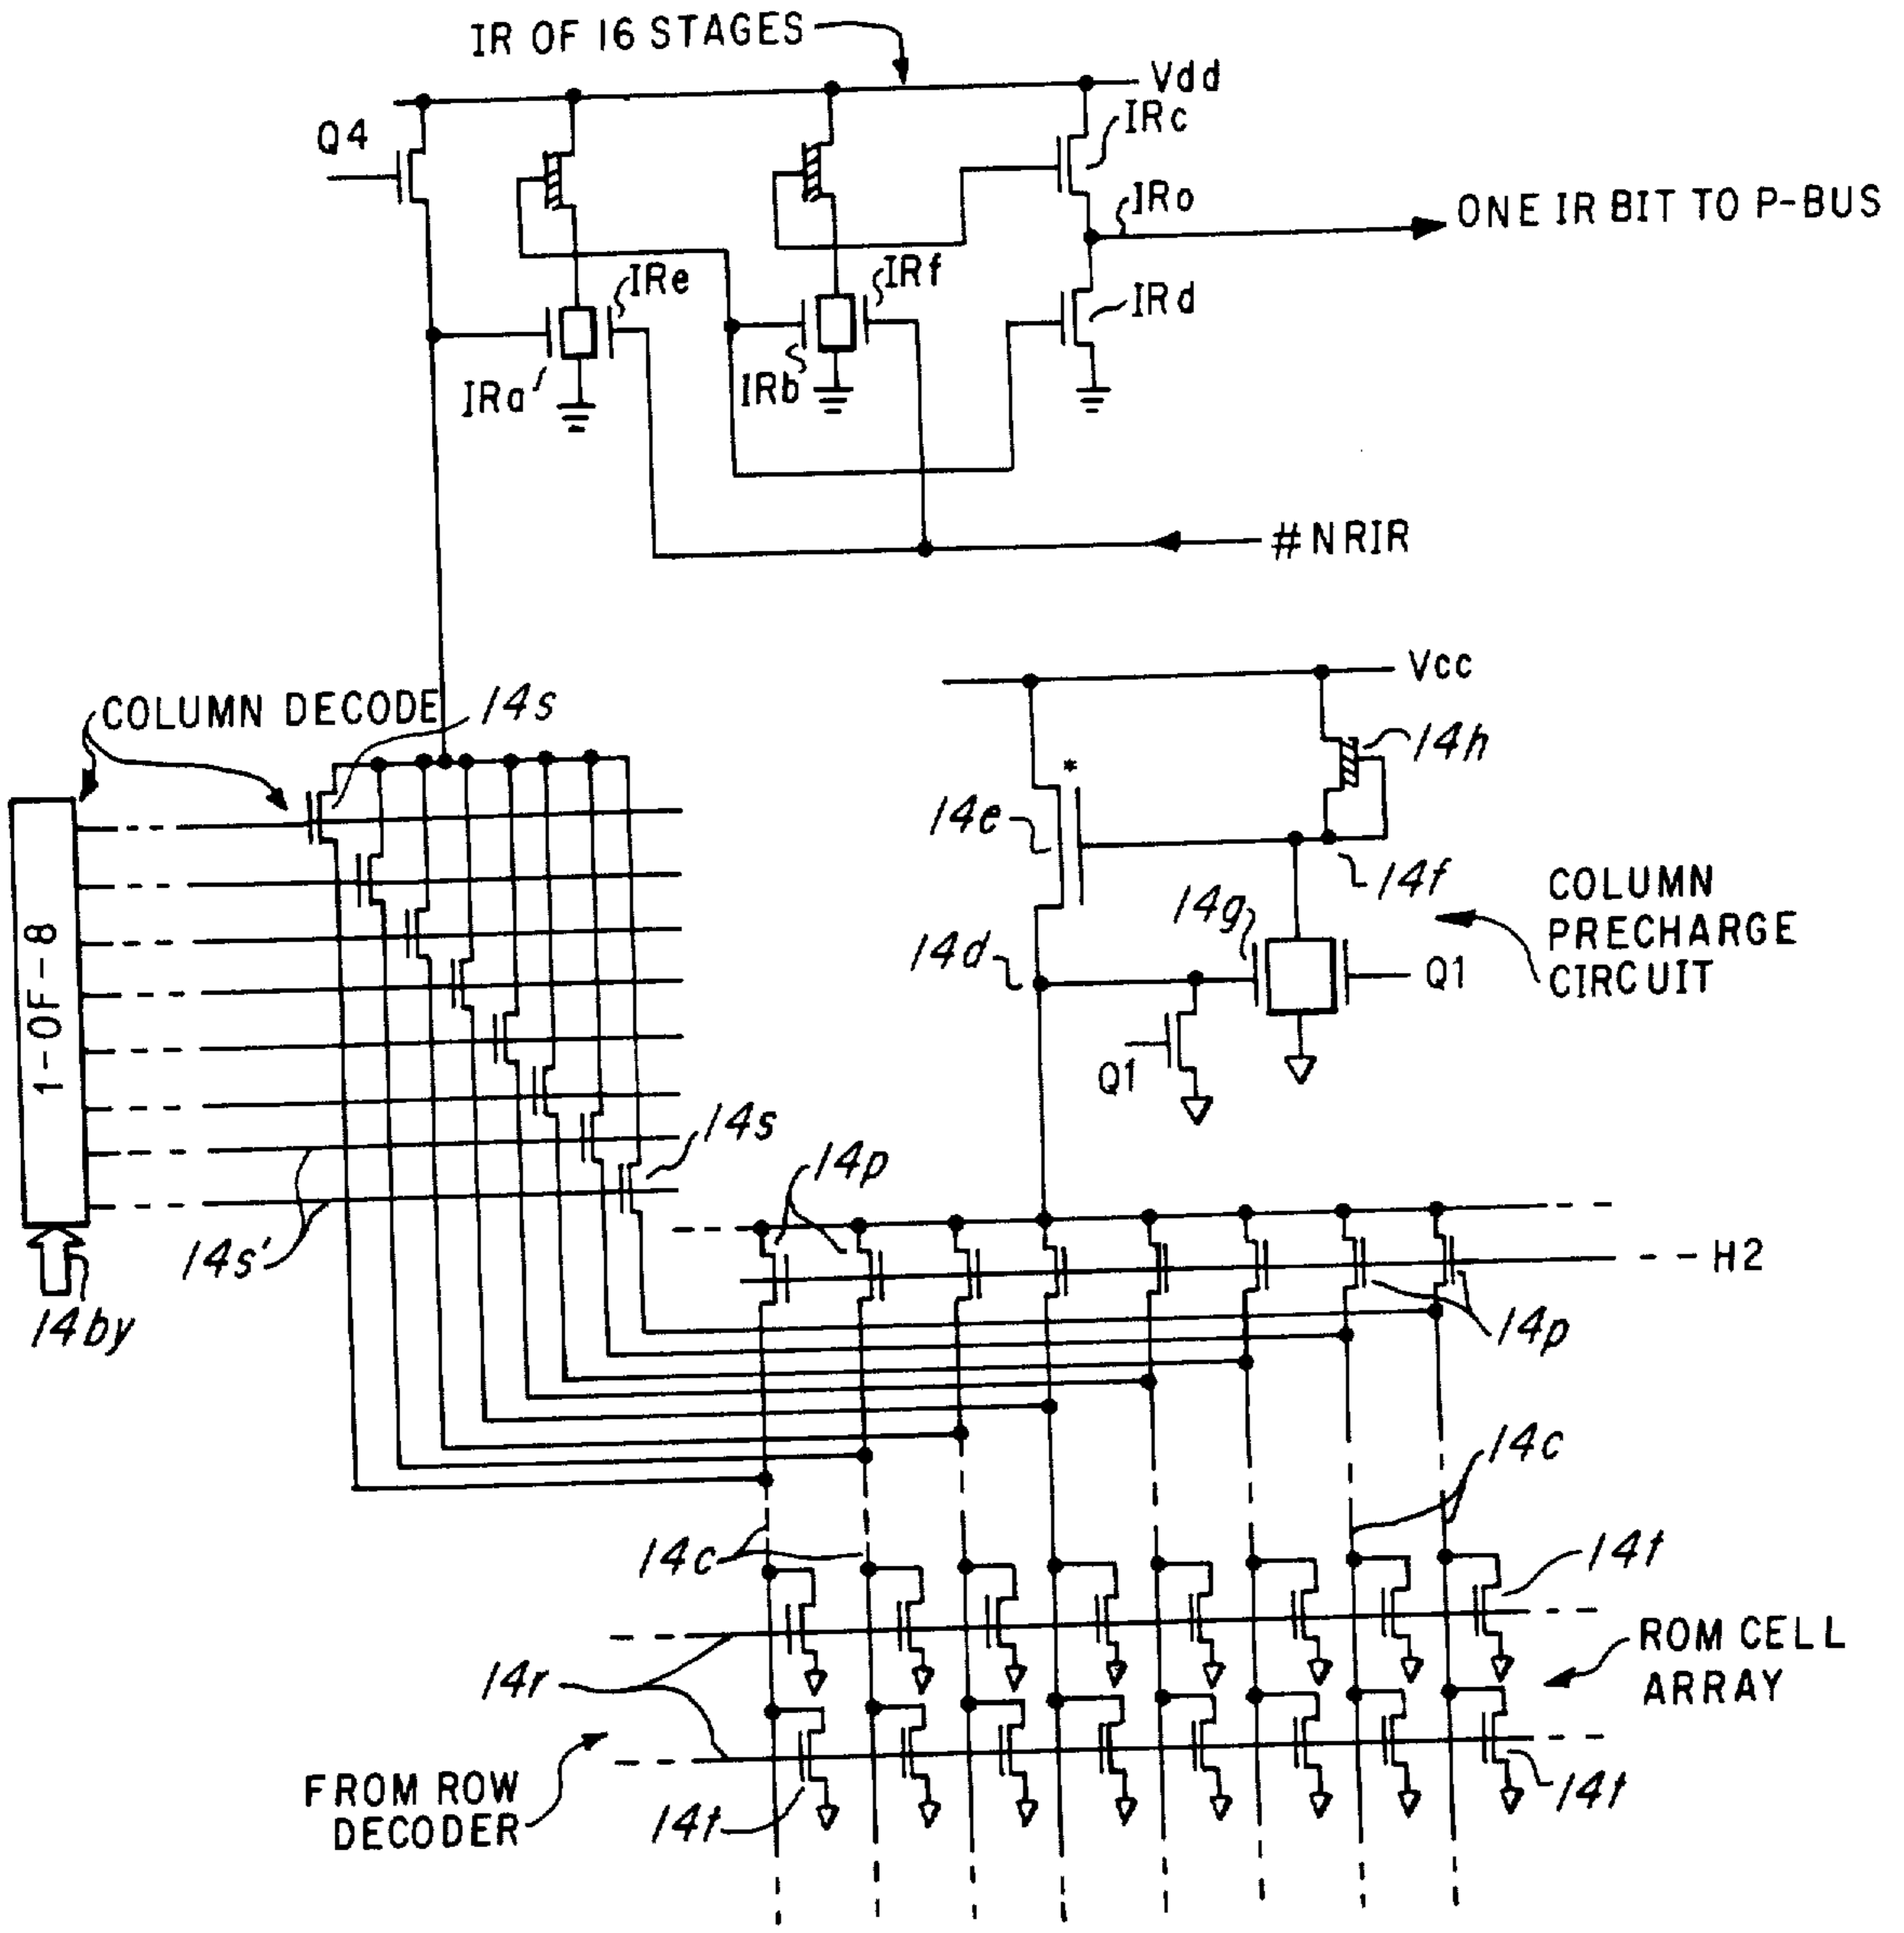 IR OF 16 STAGES
Vdd
Q4
IRc
IRo
ONE IR BIT TO P-BUS
IRe
IRf
IRd
IRa
IRb
#NRIR
Vcc
COLUMN DECODE
14s
14h
*
14e
14f
14g
COLUMN
PRECHARGE
CIRCUIT
14d
Q1
Q1
1-OF-8
14s
14p
14s'
H2
14by
14p
14c
14c
14t
ROM CELL
ARRAY
14r
FROM ROW
DECODER
14t
14t